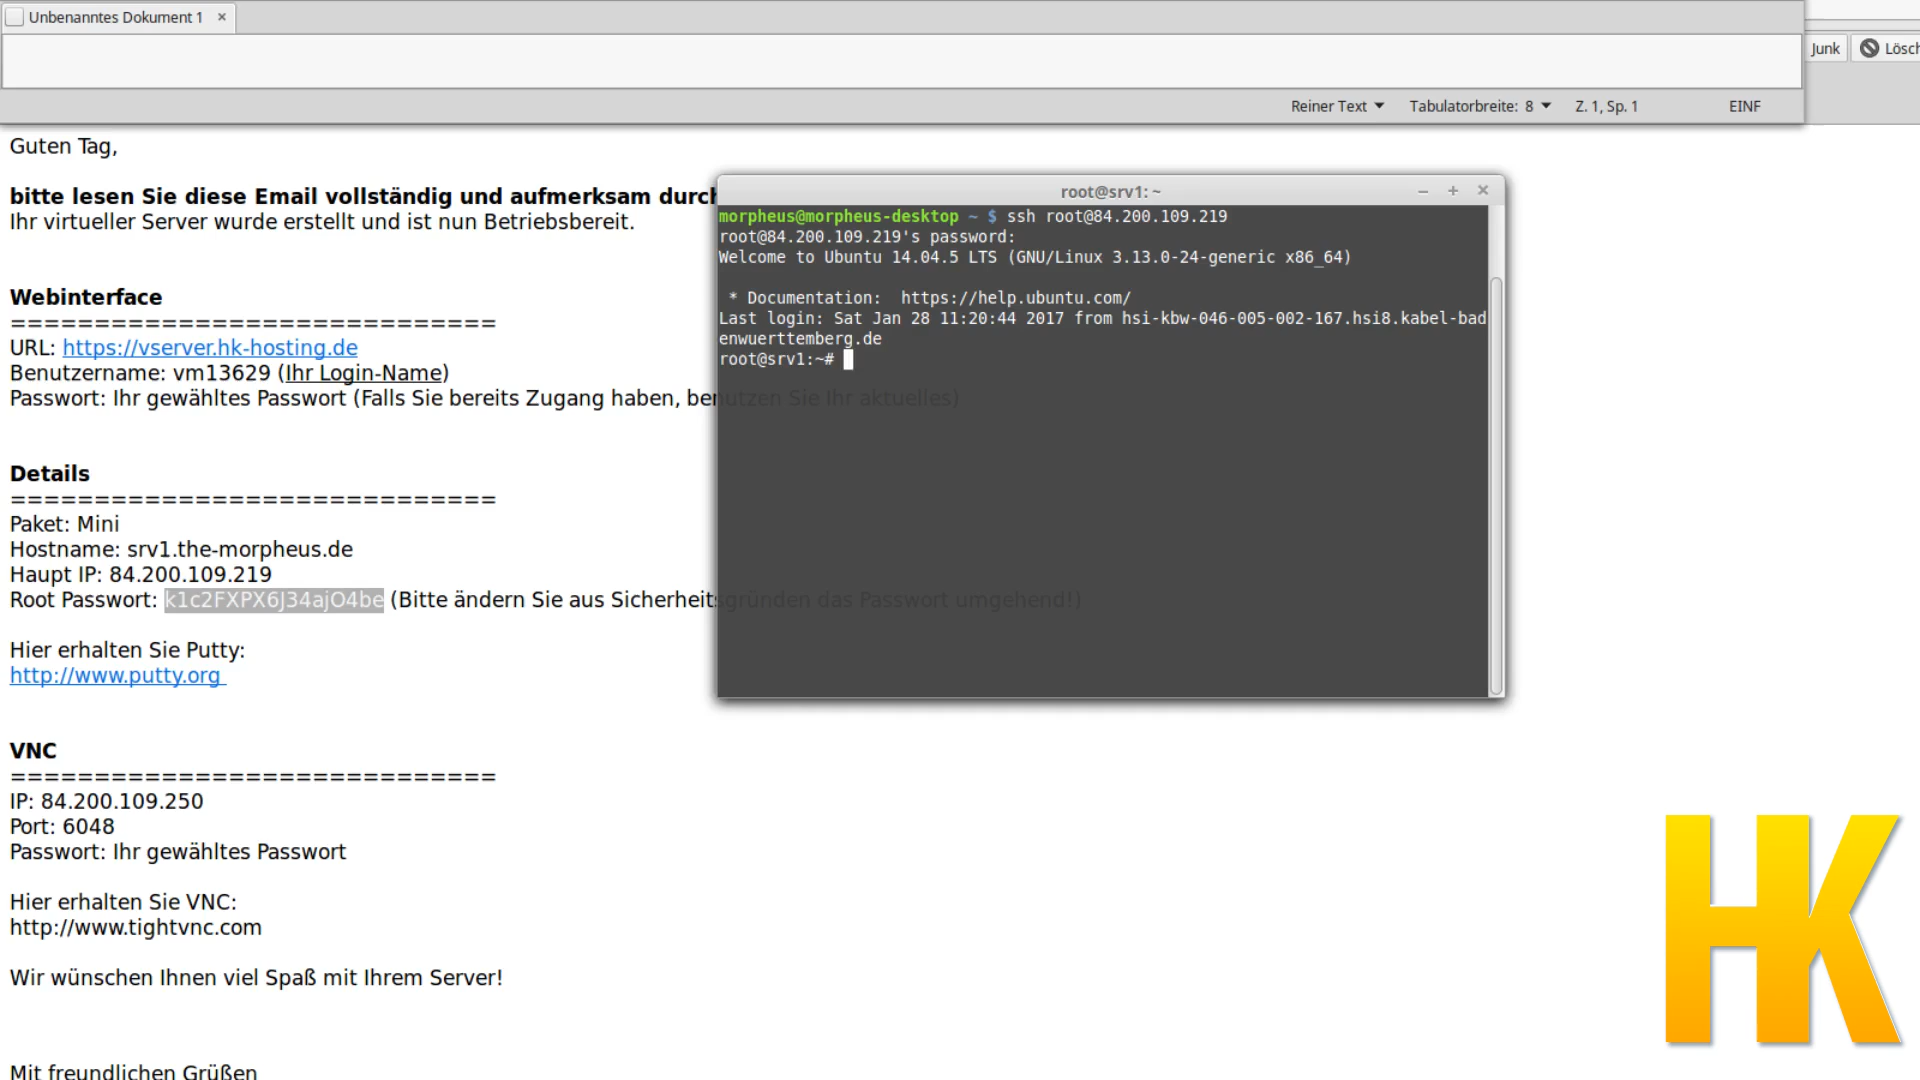 Unbenanntes Dokument 1 ×
Junk
Lösch
Reiner Text
Tabulatorbreite: 8
Z. 1, Sp. 1
EINF
Guten Tag,
bitte lesen Sie diese Email vollständig und aufmerksam durch
Ihr virtueller Server wurde erstellt und ist nun Betriebsbereit.
Webinterface
=============================
URL: https://vserver.hk-hosting.de
Benutzername: vm13629 (Ihr Login-Name)
Passwort: Ihr gewähltes Passwort (Falls Sie bereits Zugang haben, benutzen Sie Ihr aktuelles)
Details
=============================
Paket: Mini
Hostname: srv1.the-morpheus.de
Haupt IP: 84.200.109.219
Root Passwort: k1c2FXPX6J34ajO4be (Bitte ändern Sie aus Sicherheitsgründen das Passwort umgehend!)
Hier erhalten Sie Putty:
http://www.putty.org
VNC
=============================
IP: 84.200.109.250
Port: 6048
Passwort: Ihr gewähltes Passwort
Hier erhalten Sie VNC:
http://www.tightvnc.com
Wir wünschen Ihnen viel Spaß mit Ihrem Server!
Mit freundlichen Grüßen
root@srv1: ~
morpheus@morpheus-desktop ~ $ ssh root@84.200.109.219
root@84.200.109.219's password:
Welcome to Ubuntu 14.04.5 LTS (GNU/Linux 3.13.0-24-generic x86_64)
* Documentation:  https://help.ubuntu.com/
Last login: Sat Jan 28 11:20:44 2017 from hsi-kbw-046-005-002-167.hsi8.kabel-bad
enwuerttemberg.de
root@srv1:~#
HK